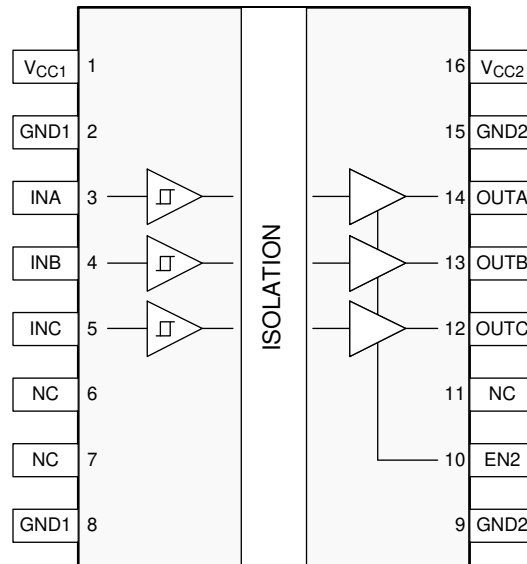 VCC1 1 16 VCC2
GND1 2 15 GND2
INA 3 14 OUTA
INB 4 13 OUTB
INC 5 12 OUTC
NC 6 11 NC
NC 7 10 EN2
GND1 8 9 GND2
ISOLATION